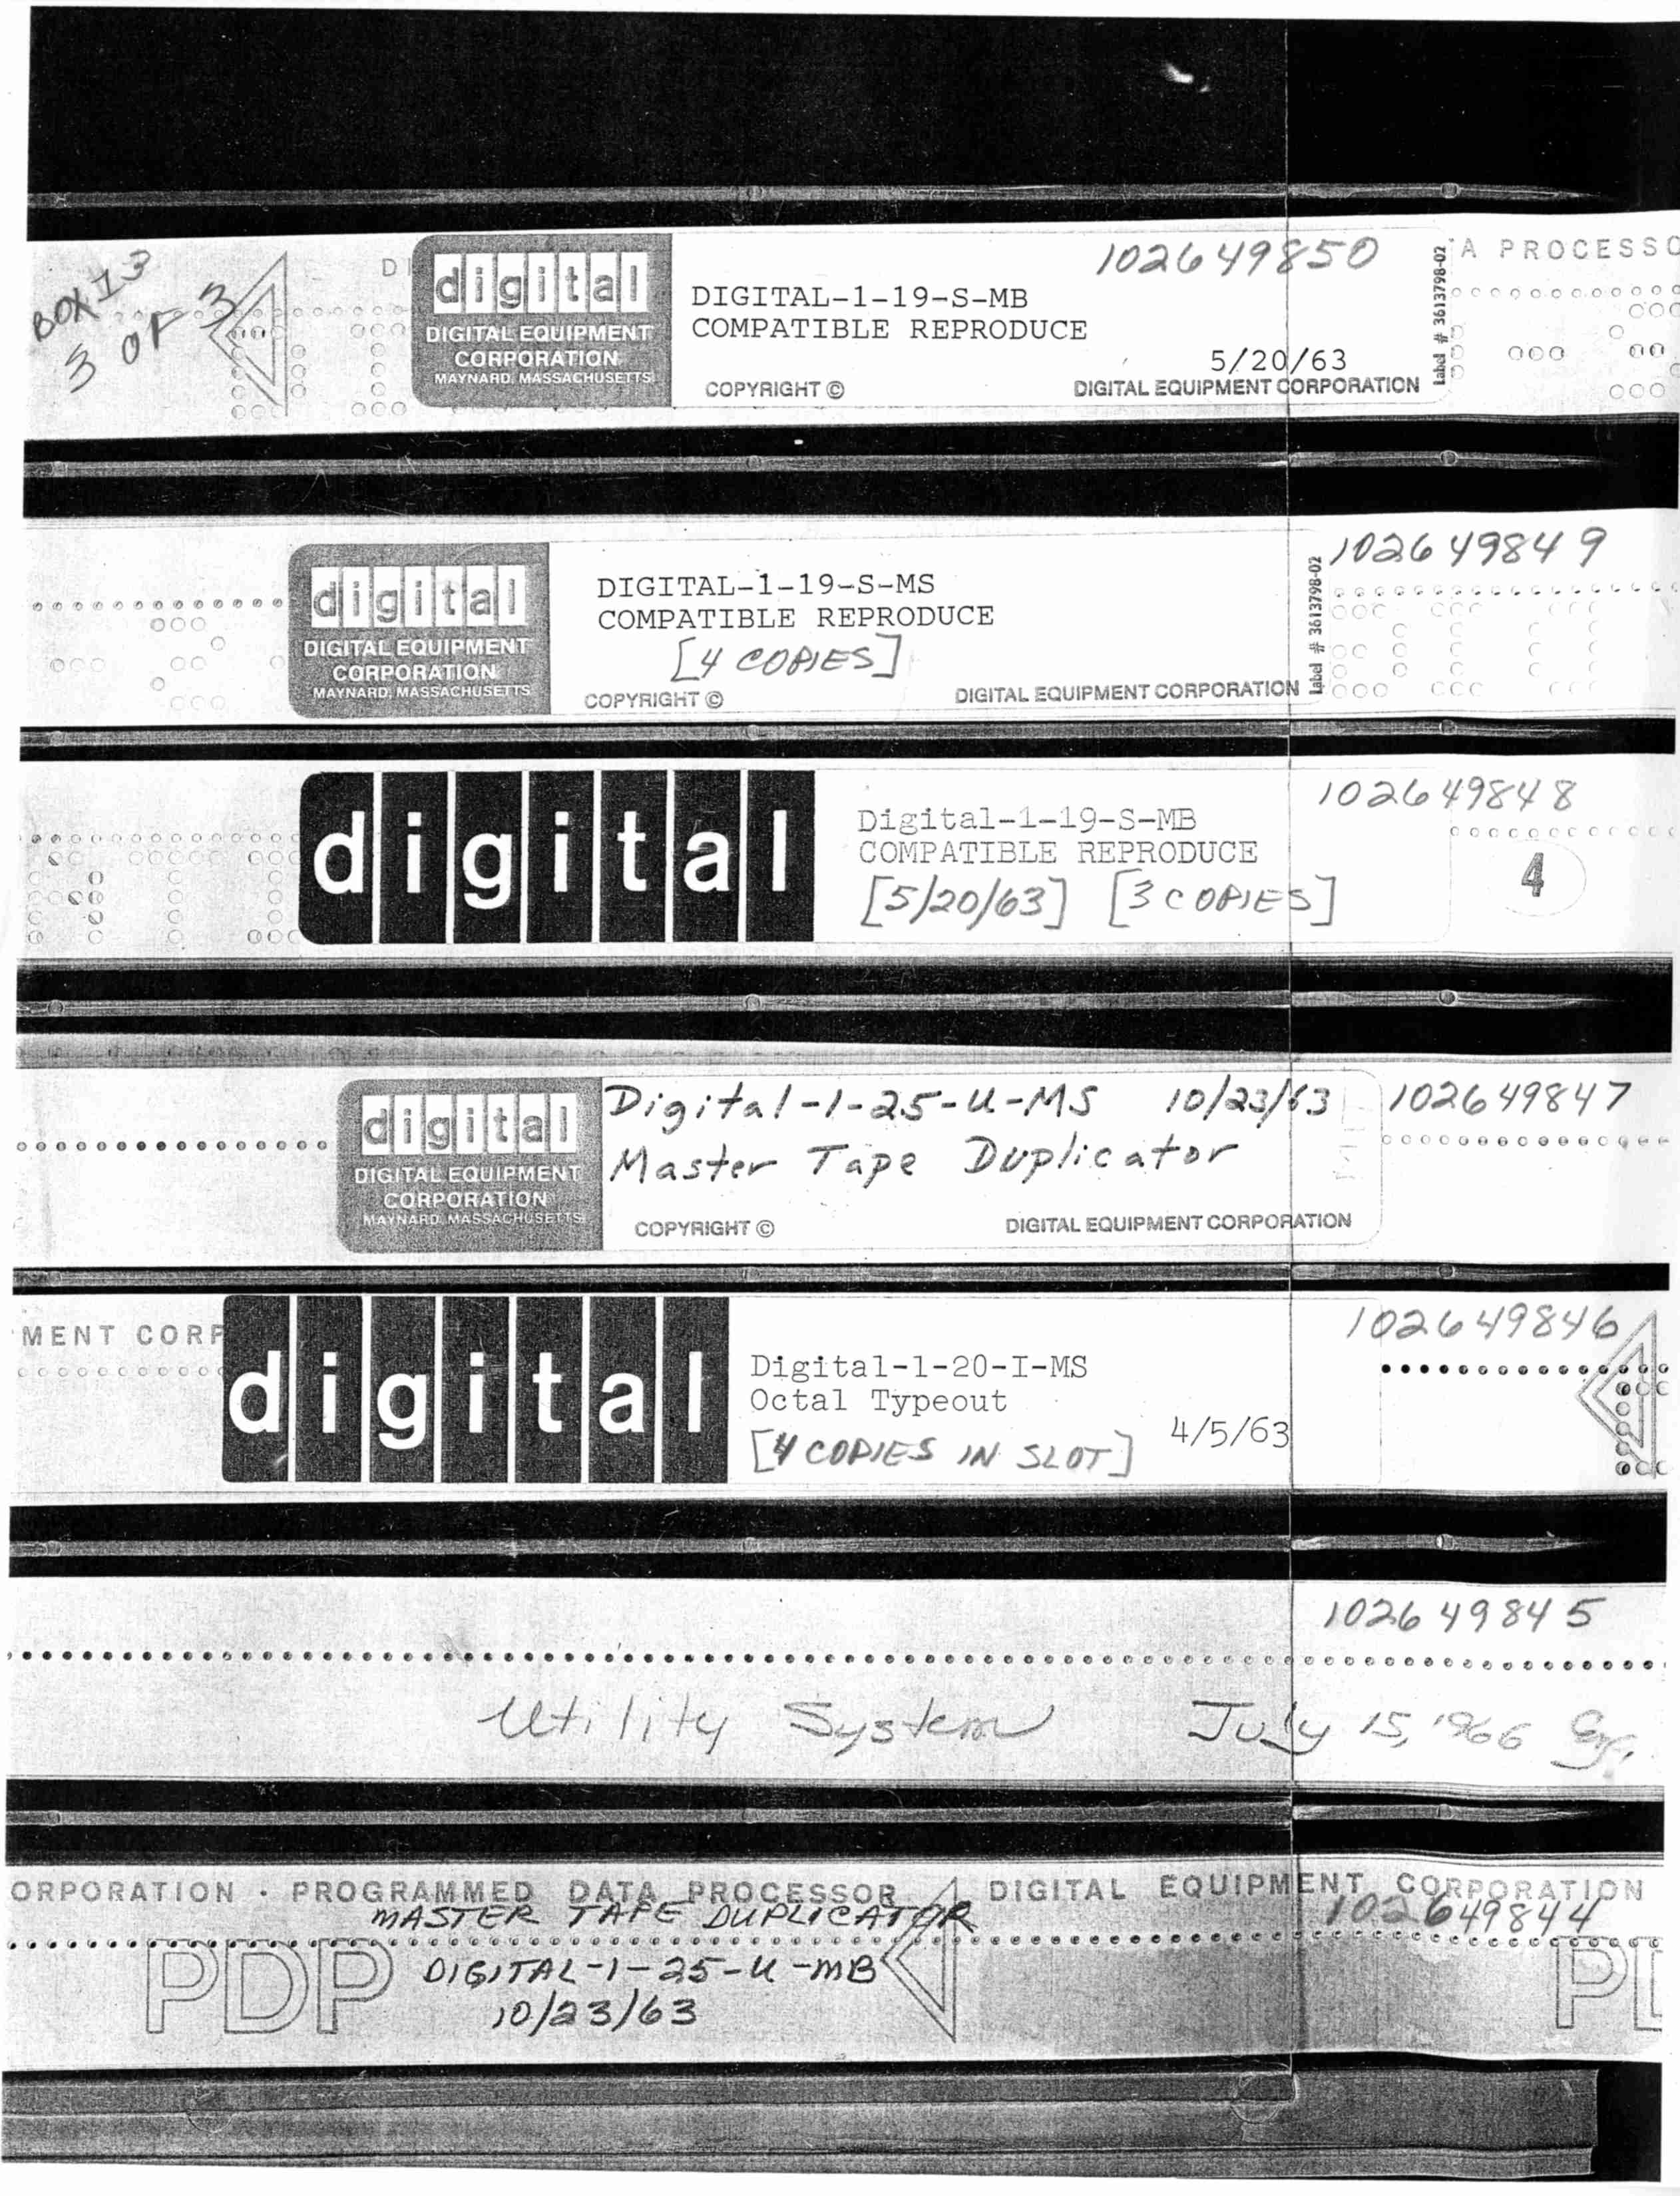 BOX 13
3 OF 3
D
digital
DIGITAL EQUIPMENT
CORPORATION
MAYNARD, MASSACHUSETTS
102649850
DIGITAL-1-19-S-MB
COMPATIBLE REPRODUCE
5/20/63
COPYRIGHT © DIGITAL EQUIPMENT CORPORATION
Label # 3613798-02
A PROCESSO
digital
DIGITAL EQUIPMENT
CORPORATION
MAYNARD, MASSACHUSETTS
DIGITAL-1-19-S-MS
COMPATIBLE REPRODUCE
[4 COPIES]
COPYRIGHT © DIGITAL EQUIPMENT CORPORATION
Label # 3613798-02
102649849
digital
Digital-1-19-S-MB
COMPATIBLE REPRODUCE
[5/20/63] [3 COPIES]
102649848
4
digital
DIGITAL EQUIPMENT
CORPORATION
MAYNARD, MASSACHUSETTS
Digital-1-25-U-MS 10/23/63
Master Tape Duplicator
COPYRIGHT © DIGITAL EQUIPMENT CORPORATION
102649847
MENT CORP
digital
Digital-1-20-I-MS
Octal Typeout
[4 COPIES IN SLOT] 4/5/63
102649846
102649845
Utility System July 15, 1966
ORPORATION · PROGRAMMED DATA PROCESSOR DIGITAL EQUIPMENT CORPORATION
MASTER TAPE DUPLICATOR 102649844
PDP
DIGITAL-1-25-U-MB
10/23/63